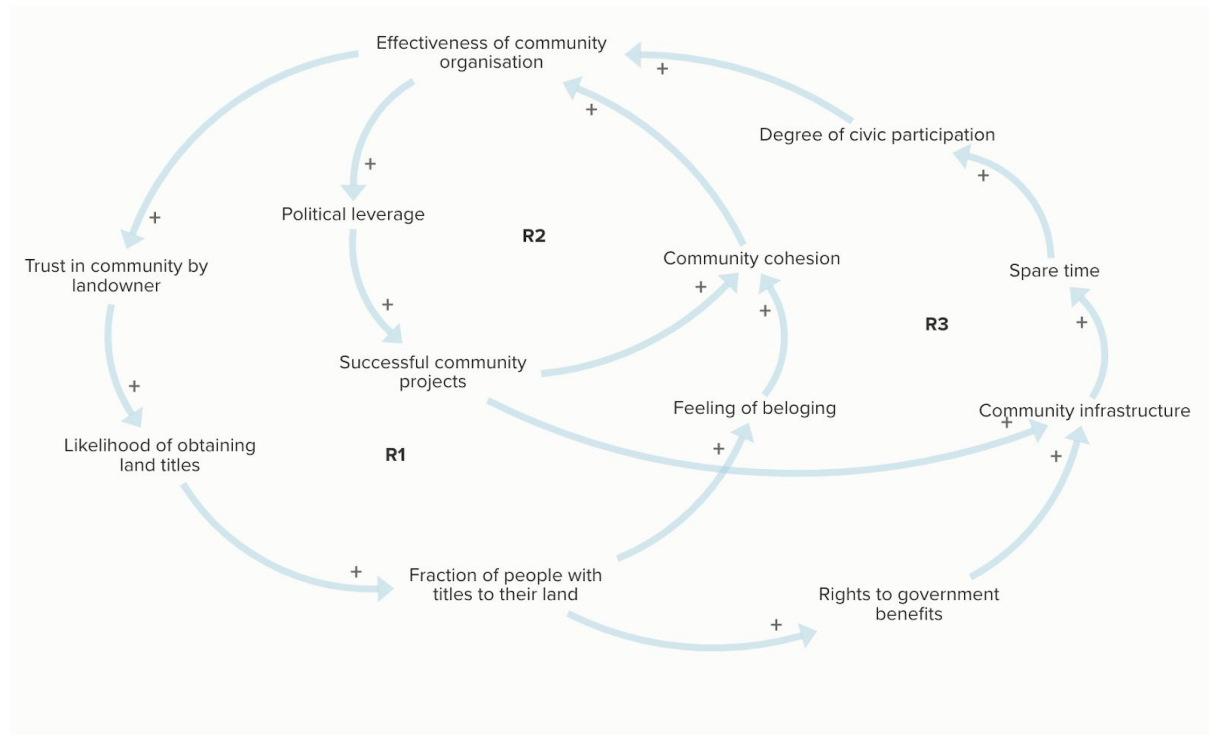 Effectiveness of community
organisation
+
+
Degree of civic participation
+
+
+
Political leverage
+
R2
Trust in community by
landowner
Community cohesion
Spare time
+
+
+
+
R3
Successful community
projects
+
Feeling of beloging
Community infrastructure
+
Likelihood of obtaining
land titles
R1
+
+
+
Fraction of people with
titles to their land
Rights to government
benefits
+